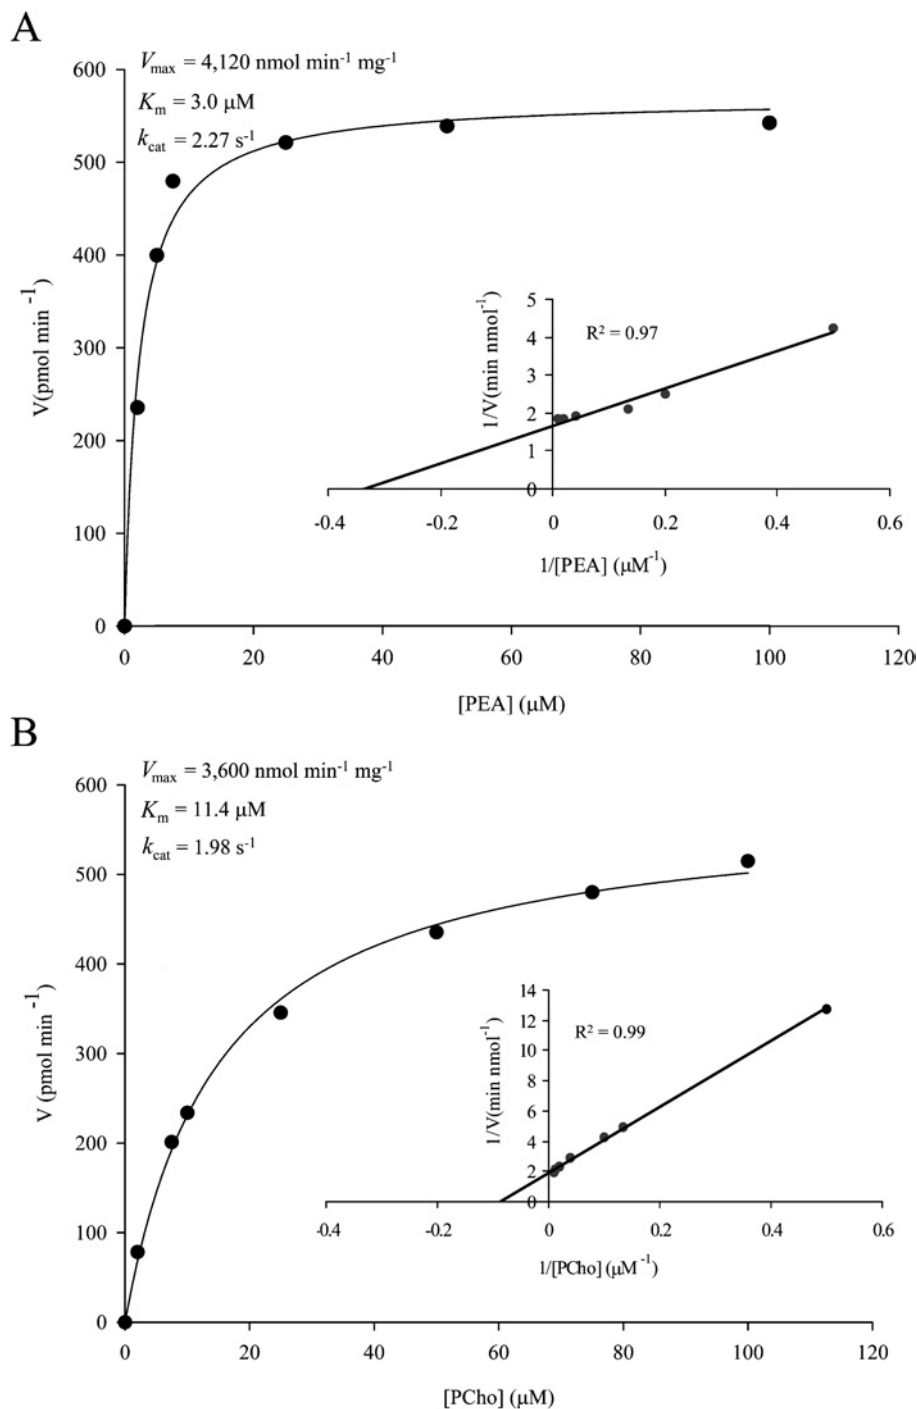 A
V_max = 4,120 nmol min⁻¹ mg⁻¹
K_m = 3.0 µM
k_cat = 2.27 s⁻¹
600
500
400
300
200
100
0
V(pmol min ⁻¹)
0 20 40 60 80 100 120
[PEA] (µM)
5
4
3
2
1
0
1/V(min nmol⁻¹)
R² = 0.97
-0.4 -0.2 0 0.2 0.4 0.6
1/[PEA] (µM⁻¹)
B
V_max = 3,600 nmol min⁻¹ mg⁻¹
K_m = 11.4 µM
k_cat = 1.98 s⁻¹
600
500
400
300
200
100
0
V (pmol min ⁻¹)
0 20 40 60 80 100 120
[PCho] (µM)
14
12
10
8
6
4
2
0
1/V(min nmol⁻¹)
R² = 0.99
-0.4 -0.2 0 0.2 0.4 0.6
1/[PCho] (µM⁻¹)